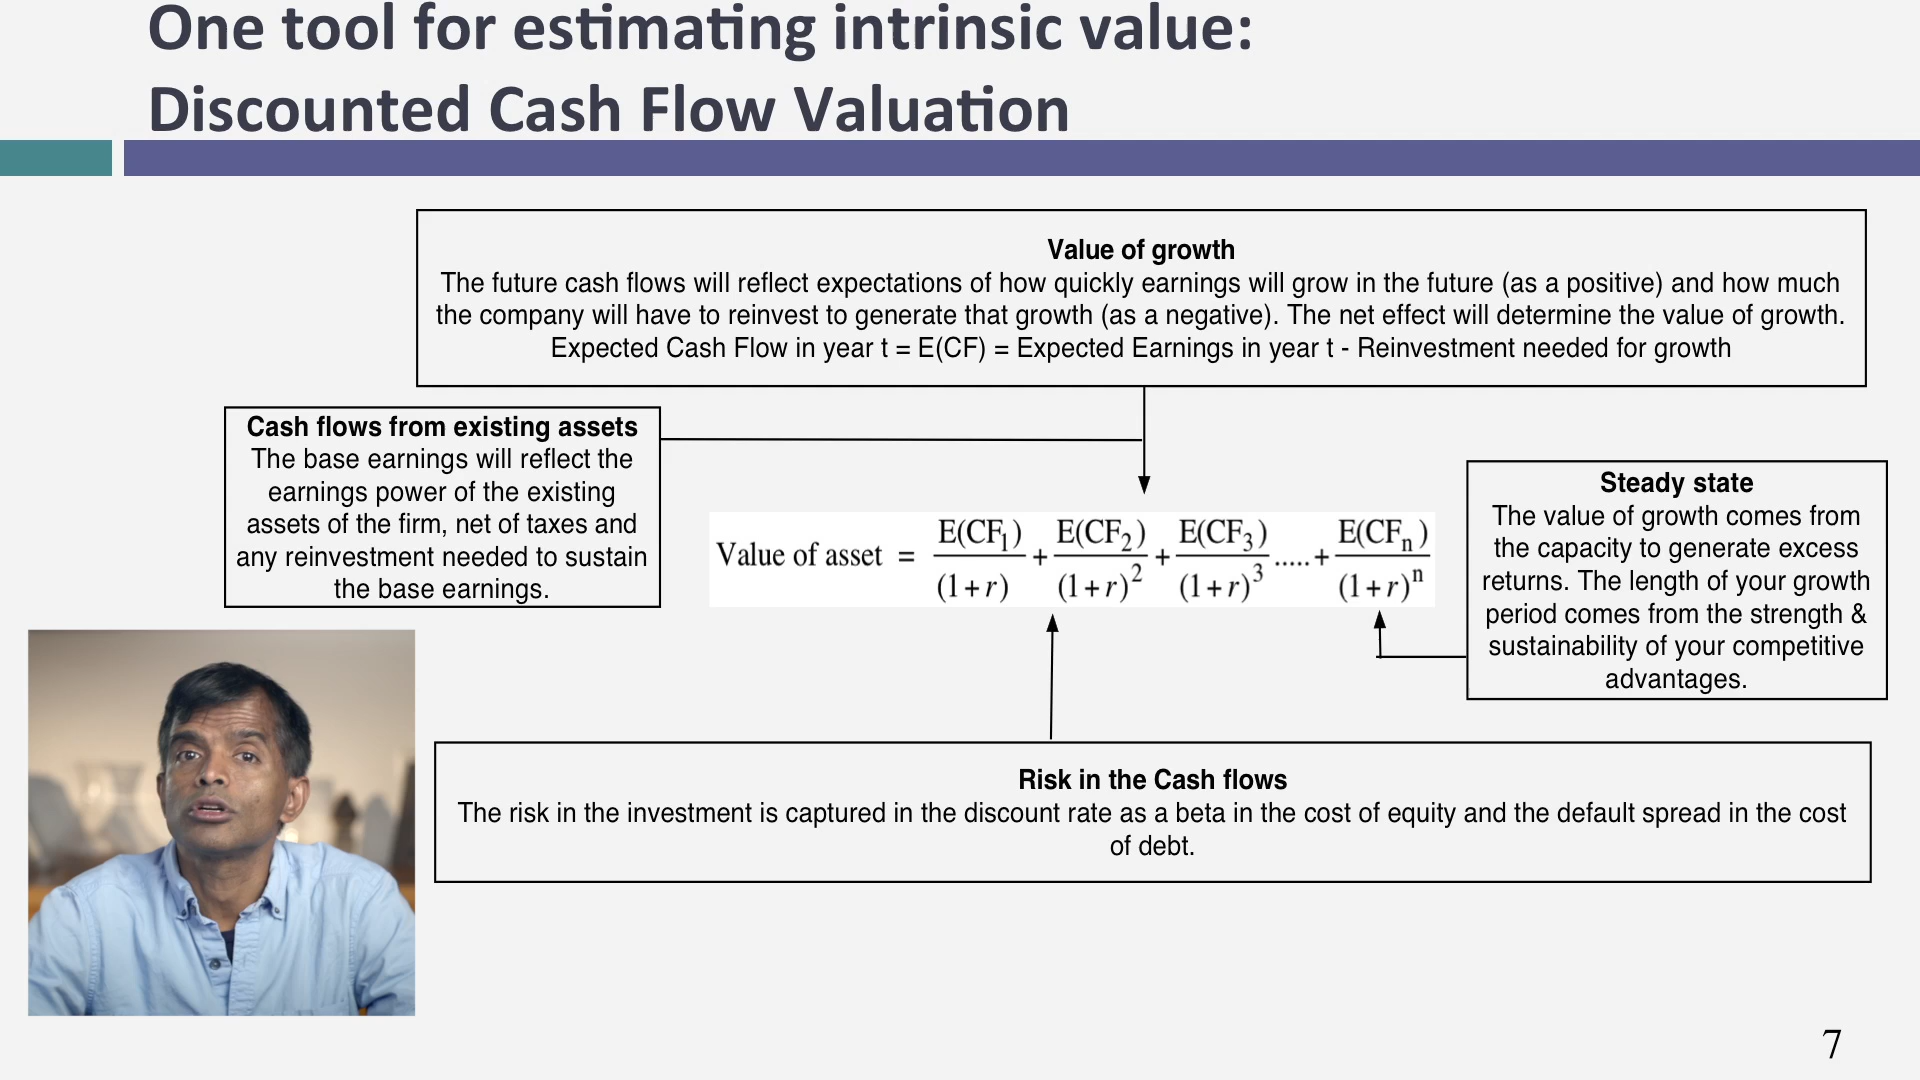 One tool for estimating intrinsic value:
Discounted Cash Flow Valuation
Value of growth
The future cash flows will reflect expectations of how quickly earnings will grow in the future (as a positive) and how much
the company will have to reinvest to generate that growth (as a negative). The net effect will determine the value of growth.
Expected Cash Flow in year t = E(CF) = Expected Earnings in year t - Reinvestment needed for growth
Cash flows from existing assets
The base earnings will reflect the
earnings power of the existing
assets of the firm, net of taxes and
any reinvestment needed to sustain
the base earnings.
Value of asset = E(CF₁)/(1+r) + E(CF₂)/(1+r)² + E(CF₃)/(1+r)³ ..... + E(CFₙ)/(1+r)ⁿ
Steady state
The value of growth comes from
the capacity to generate excess
returns. The length of your growth
period comes from the strength &
sustainability of your competitive
advantages.
Risk in the Cash flows
The risk in the investment is captured in the discount rate as a beta in the cost of equity and the default spread in the cost
of debt.
7